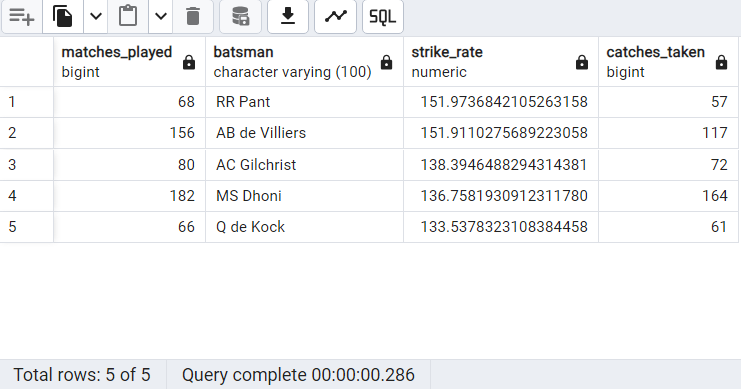 SQL
matches_played batsman strike_rate catches_taken
bigint character varying (100) numeric bigint
1 68 RR Pant 151.9736842105263158 57
2 156 AB de Villiers 151.9110275689223058 117
3 80 AC Gilchrist 138.3946488294314381 72
4 182 MS Dhoni 136.7581930912311780 164
5 66 Q de Kock 133.5378323108384458 61
Total rows: 5 of 5 Query complete 00:00:00.286